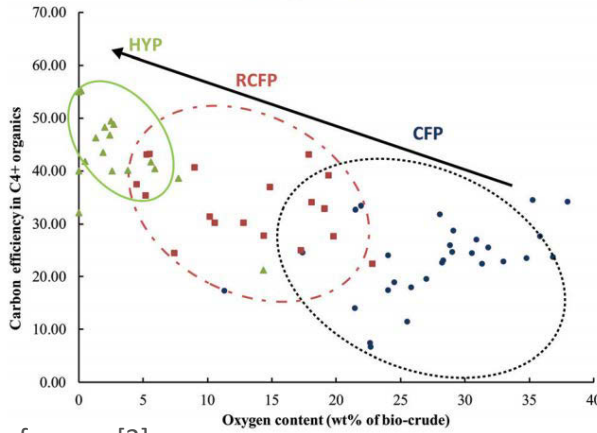 70.00
60.00
50.00
40.00
30.00
20.00
10.00
0.00
Carbon efficiency in C4+ organics
HYP
RCFP
CFP
0 5 10 15 20 25 30 35 40
Oxygen content (wt% of bio-crude)
[2]